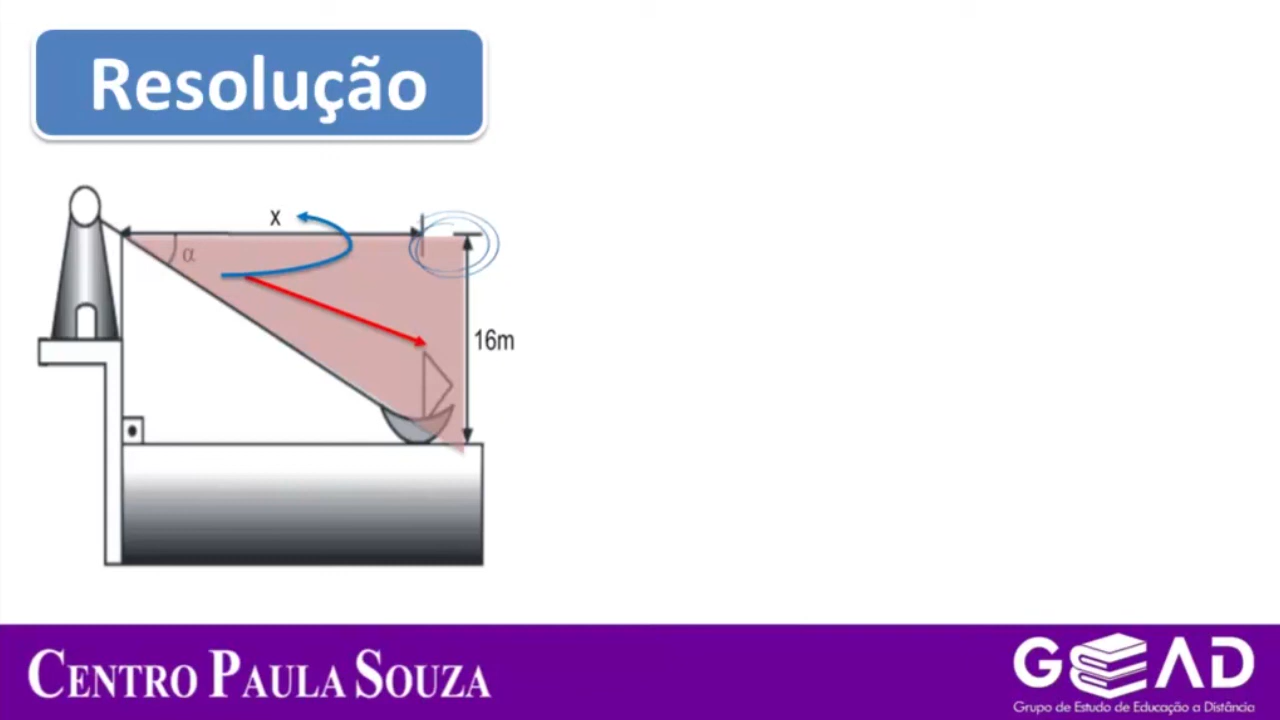 Resolução
x
α
16m
CENTRO PAULA SOUZA
GEAD
Grupo de Estudo de Educação a Distância